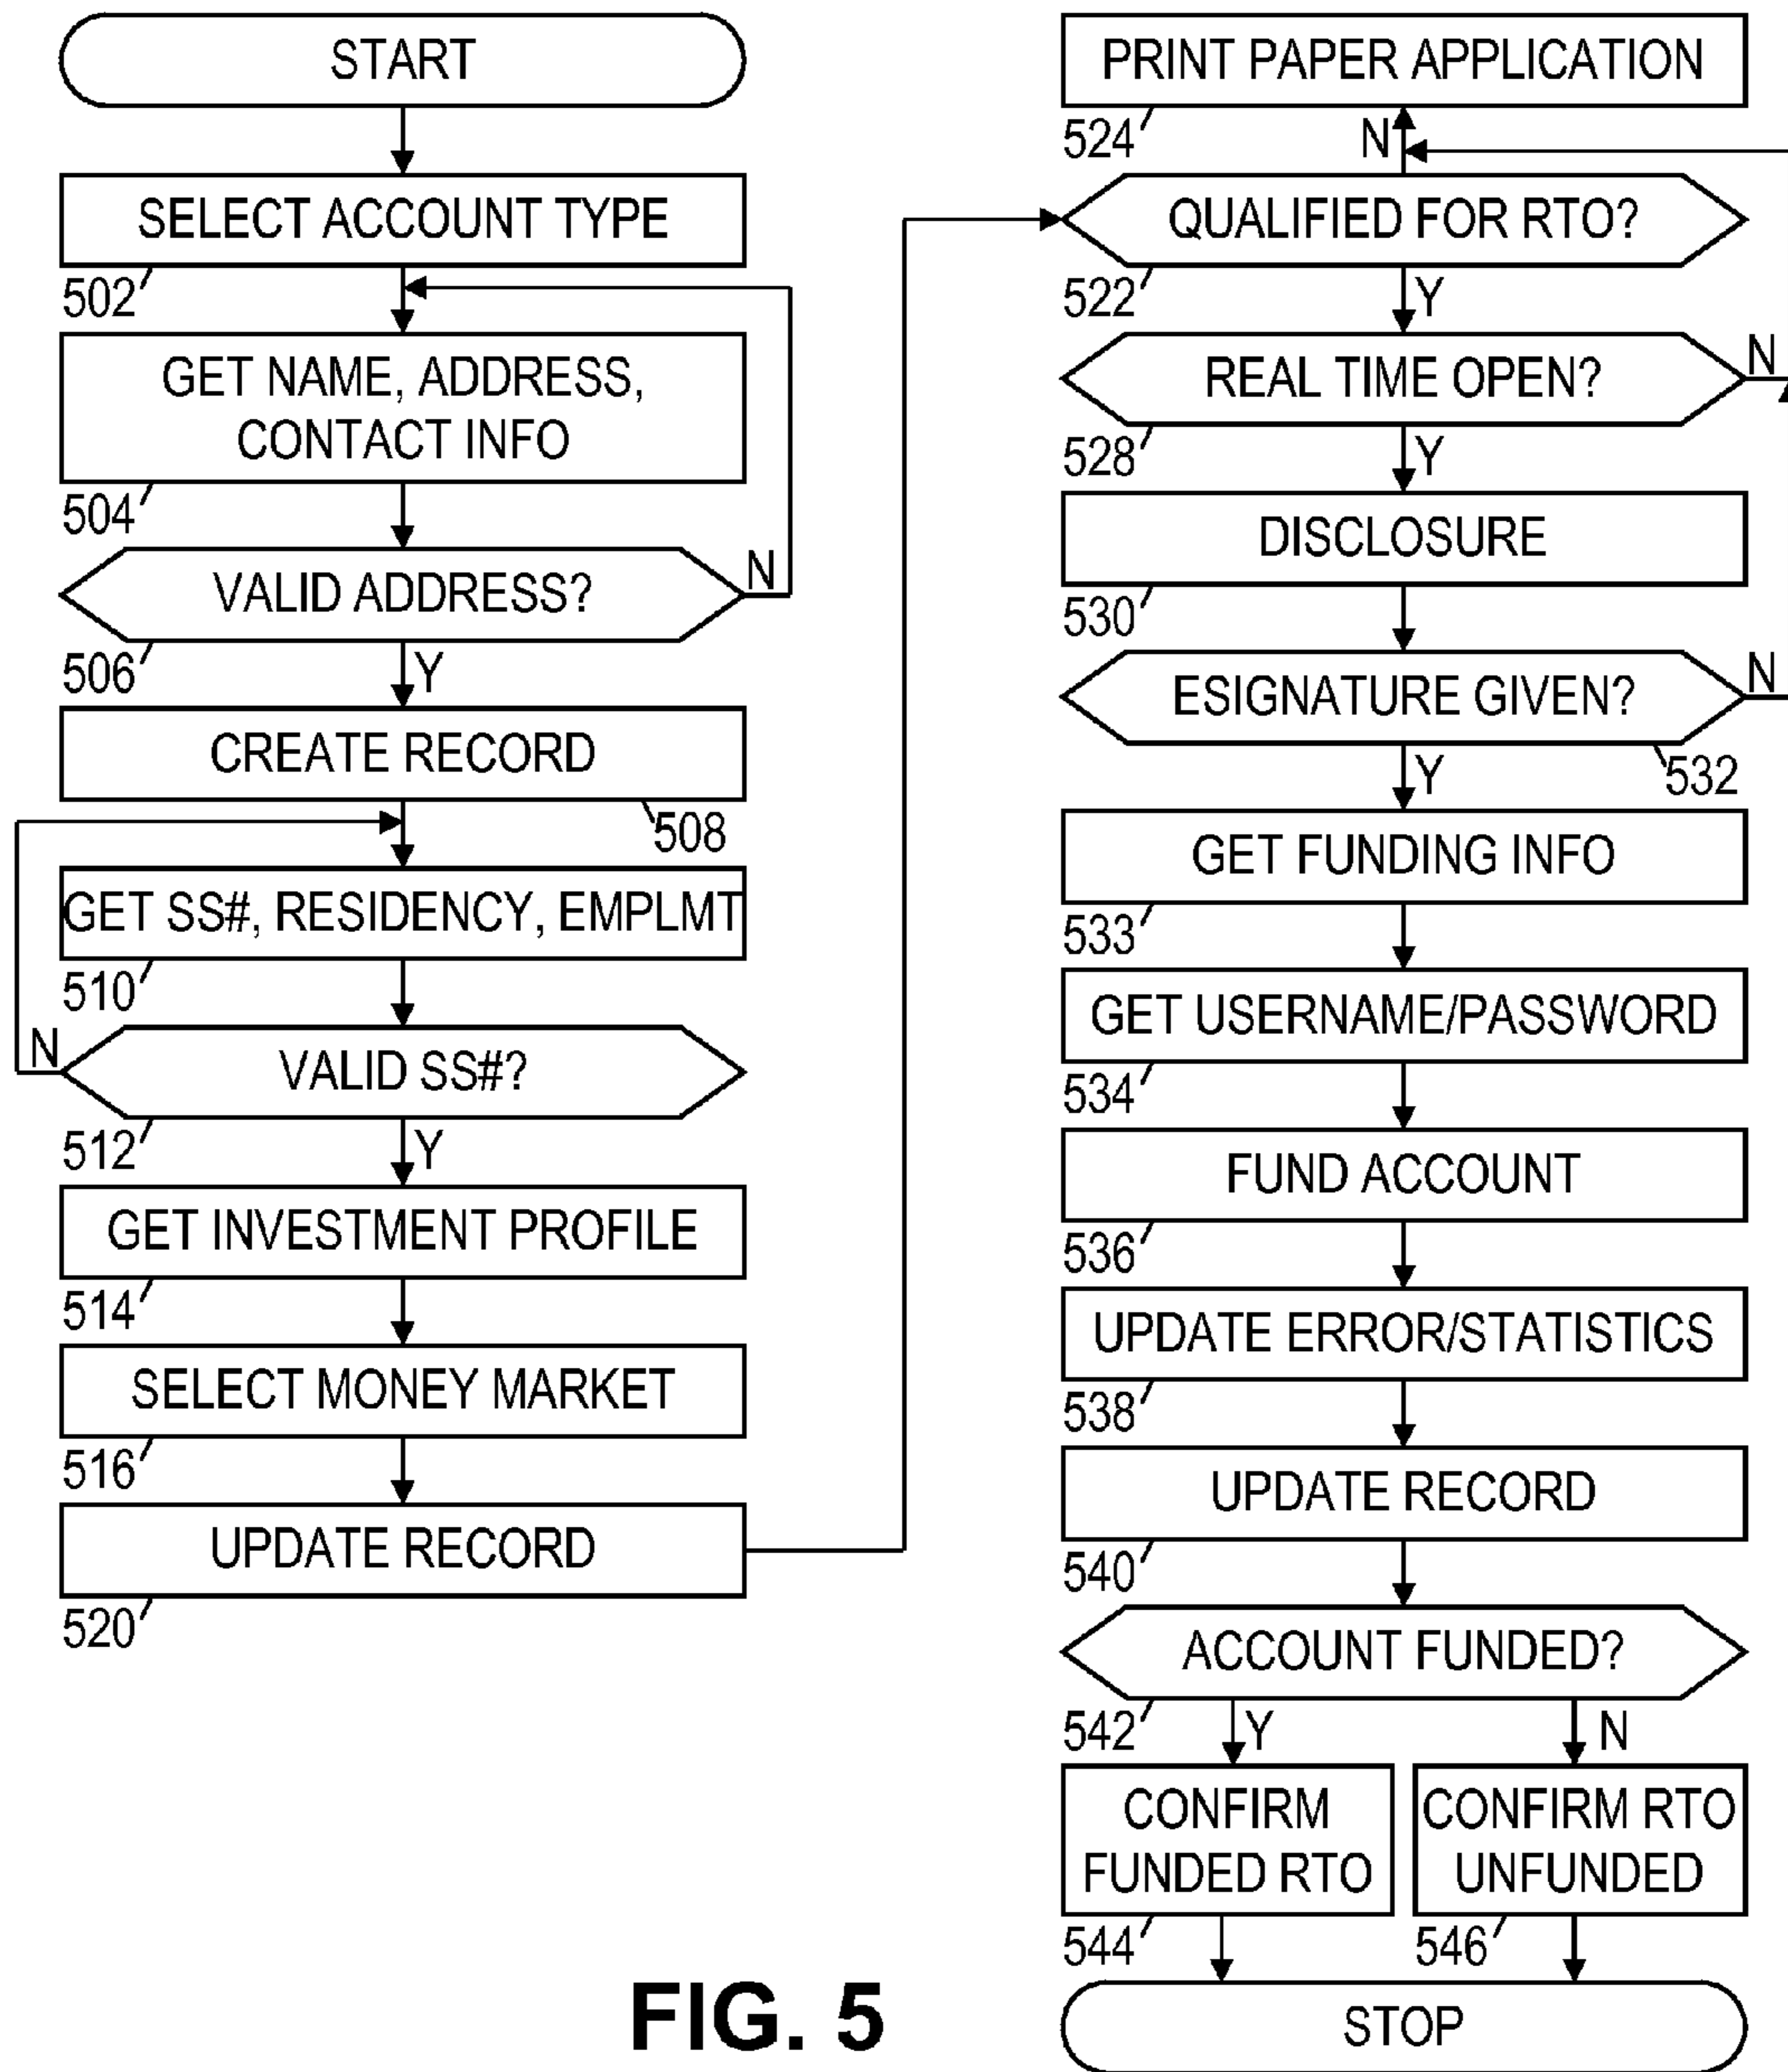 START
SELECT ACCOUNT TYPE
502
GET NAME, ADDRESS,
CONTACT INFO
504
VALID ADDRESS?
N
506
Y
CREATE RECORD
508
GET SS#, RESIDENCY, EMPLMT
510
N
VALID SS#?
512
Y
GET INVESTMENT PROFILE
514
SELECT MONEY MARKET
516
UPDATE RECORD
520
PRINT PAPER APPLICATION
524
N
QUALIFIED FOR RTO?
522
Y
REAL TIME OPEN?
N
528
Y
DISCLOSURE
530
ESIGNATURE GIVEN?
N
532
Y
GET FUNDING INFO
533
GET USERNAME/PASSWORD
534
FUND ACCOUNT
536
UPDATE ERROR/STATISTICS
538
UPDATE RECORD
540
ACCOUNT FUNDED?
542
Y
N
CONFIRM
FUNDED RTO
544
CONFIRM RTO
UNFUNDED
546
STOP
FIG. 5